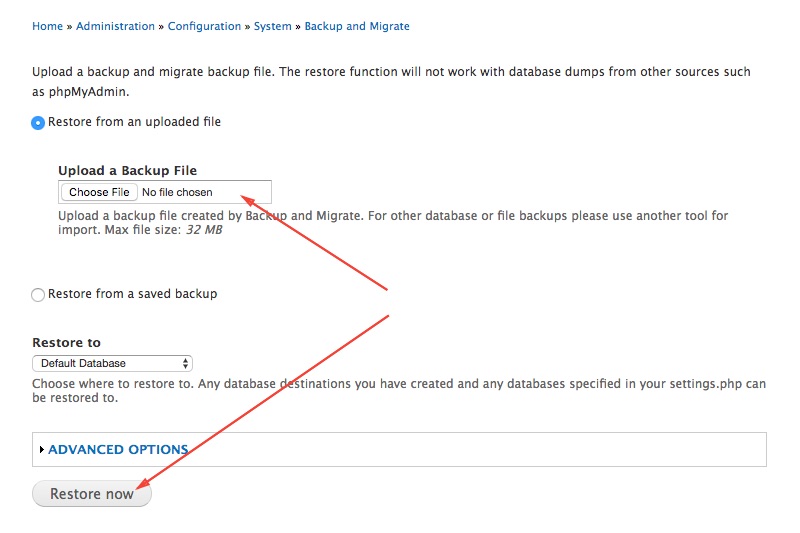 Home » Administration » Configuration » System » Backup and Migrate
Upload a backup and migrate backup file. The restore function will not work with database dumps from other sources such
as phpMyAdmin.
Restore from an uploaded file
Upload a Backup File
Choose File No file chosen
Upload a backup file created by Backup and Migrate. For other database or file backups please use another tool for
import. Max file size: 32 MB
Restore from a saved backup
Restore to
Default Database
Choose where to restore to. Any database destinations you have created and any databases specified in your settings.php can
be restored to.
ADVANCED OPTIONS
Restore now